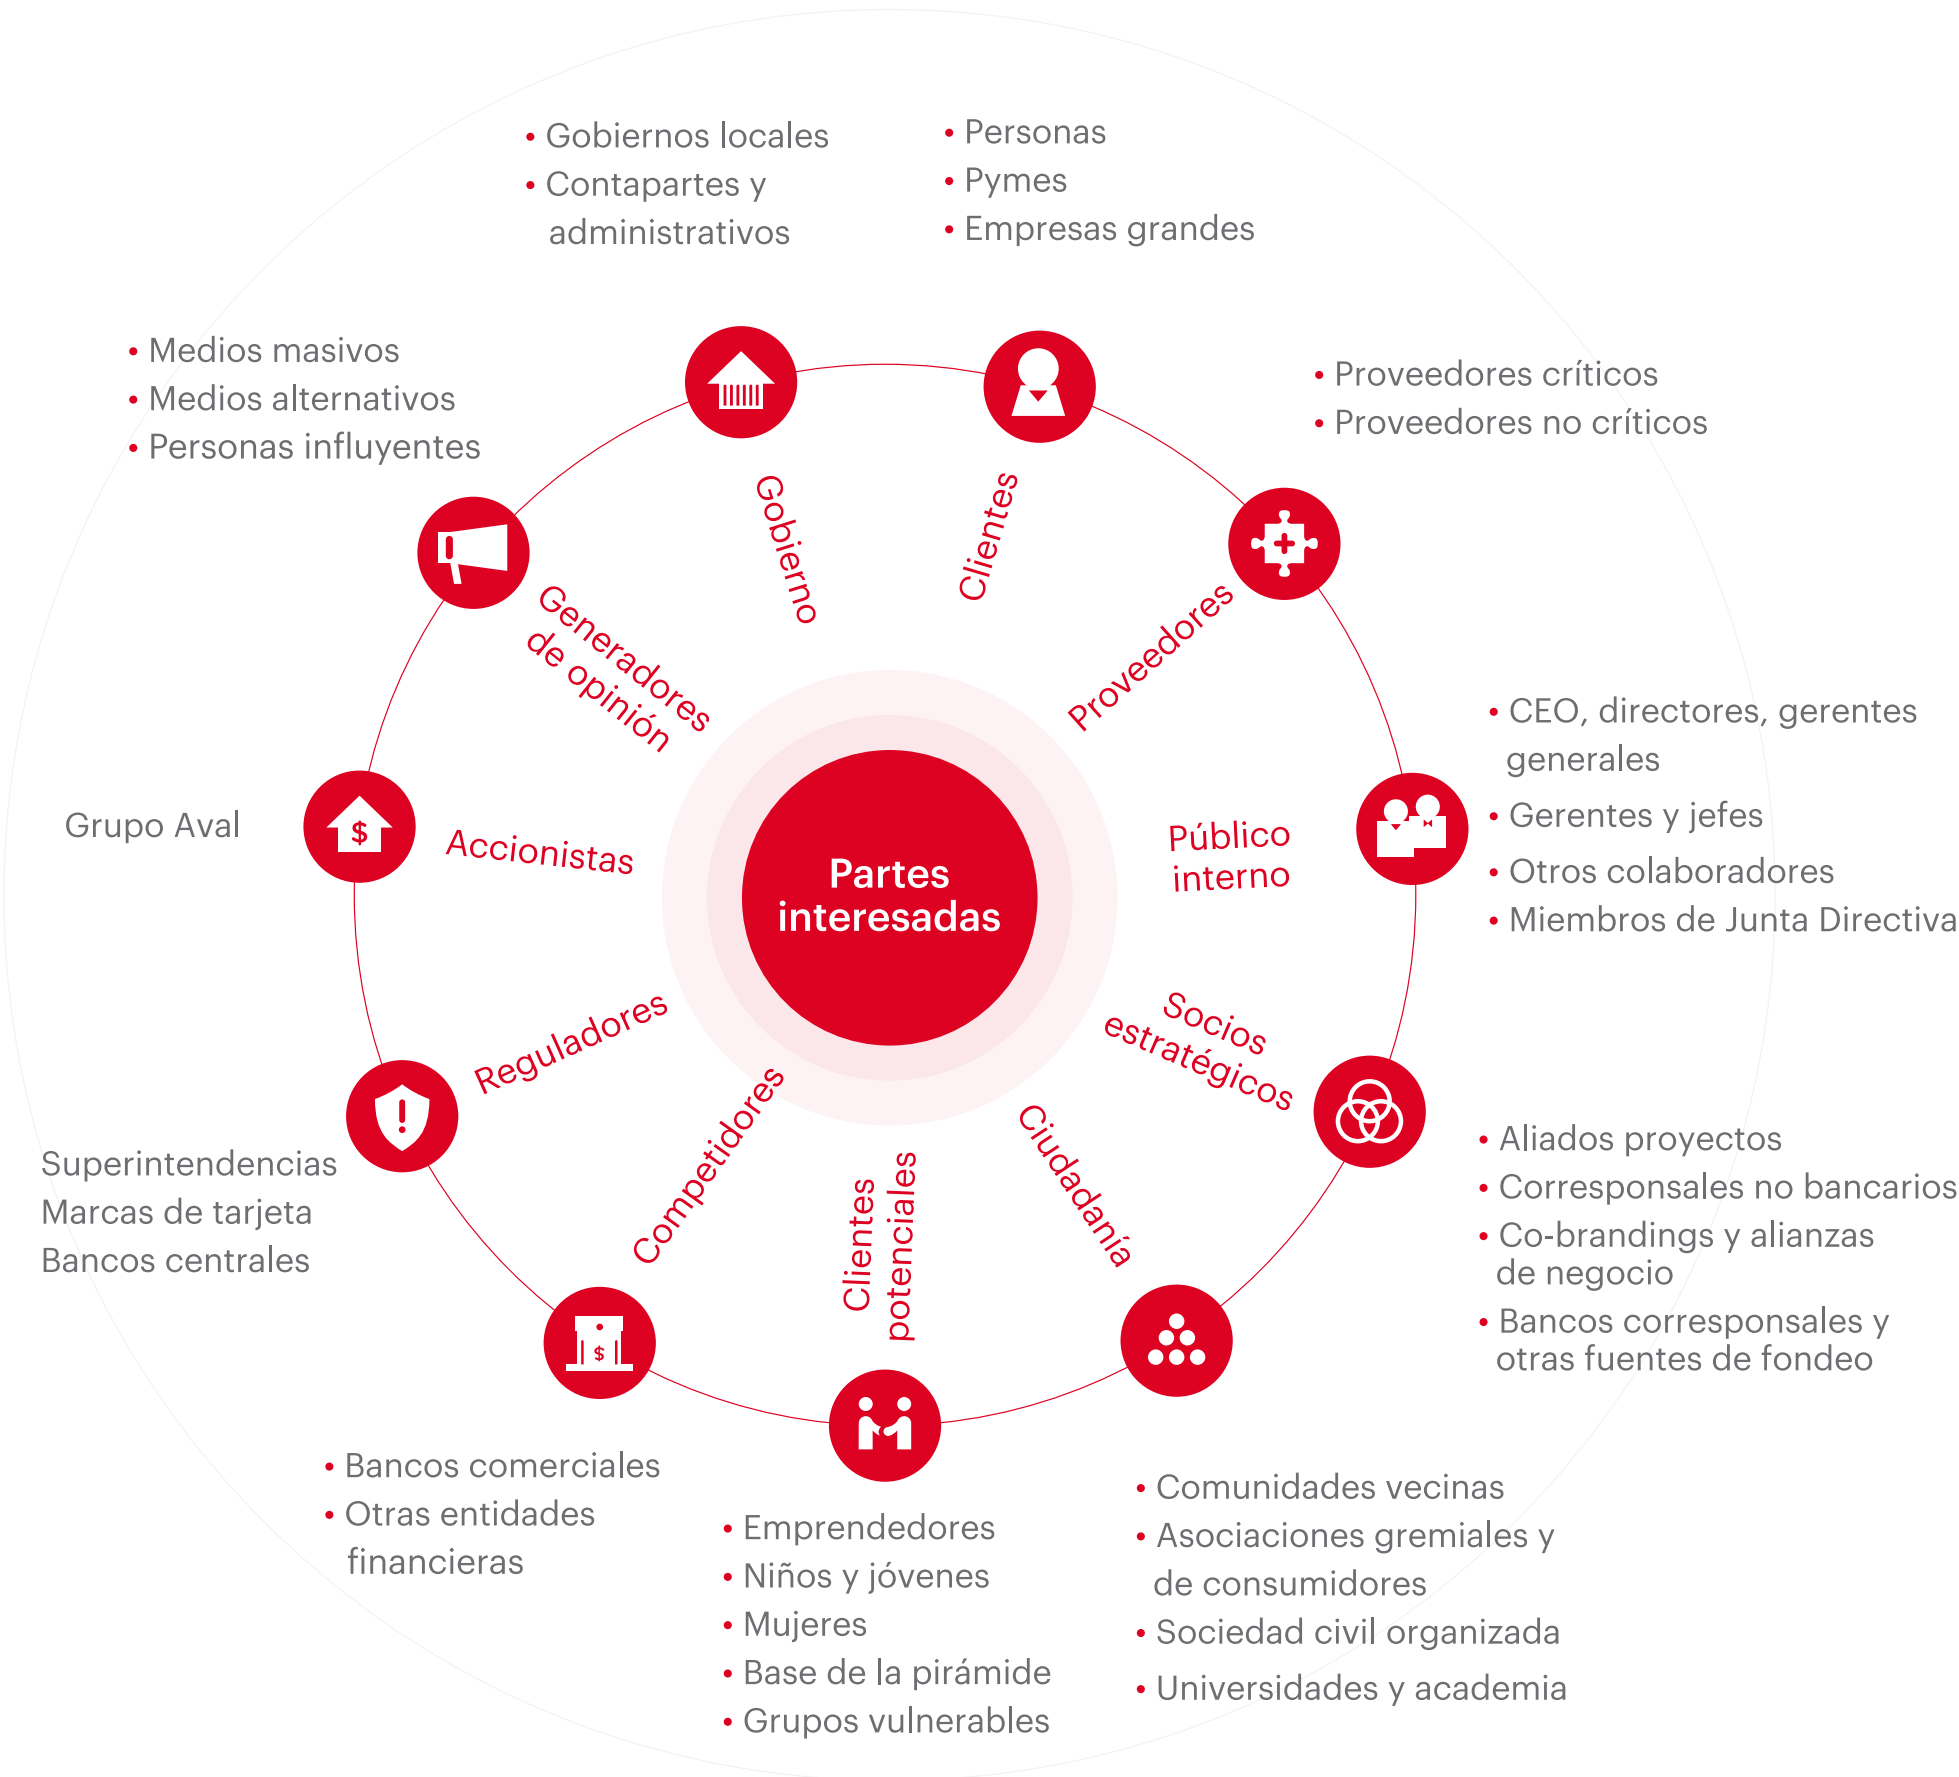 Gobiernos locales
Contapartes y
administrativos
Personas
Pymes
Empresas grandes
Medios masivos
Medios alternativos
Personas influyentes
Proveedores críticos
Proveedores no críticos
Gobierno
Clientes
Generadores
de opinión
Proveedores
CEO, directores, gerentes
generales
Gerentes y jefes
Otros colaboradores
Miembros de Junta Directiva
Grupo Aval
$
Accionistas
Partes
interesadas
Público
interno
Reguladores
Socios
estratégicos
Superintendencias
Marcas de tarjeta
Bancos centrales
!
Competidores
Clientes
potenciales
Ciudadanía
Aliados proyectos
Corresponsales no bancarios
Co-brandings y alianzas
de negocio
Bancos corresponsales y
otras fuentes de fondeo
$
Bancos comerciales
Otras entidades
financieras
Emprendedores
Niños y jóvenes
Mujeres
Base de la pirámide
Grupos vulnerables
Comunidades vecinas
Asociaciones gremiales y
de consumidores
Sociedad civil organizada
Universidades y academia